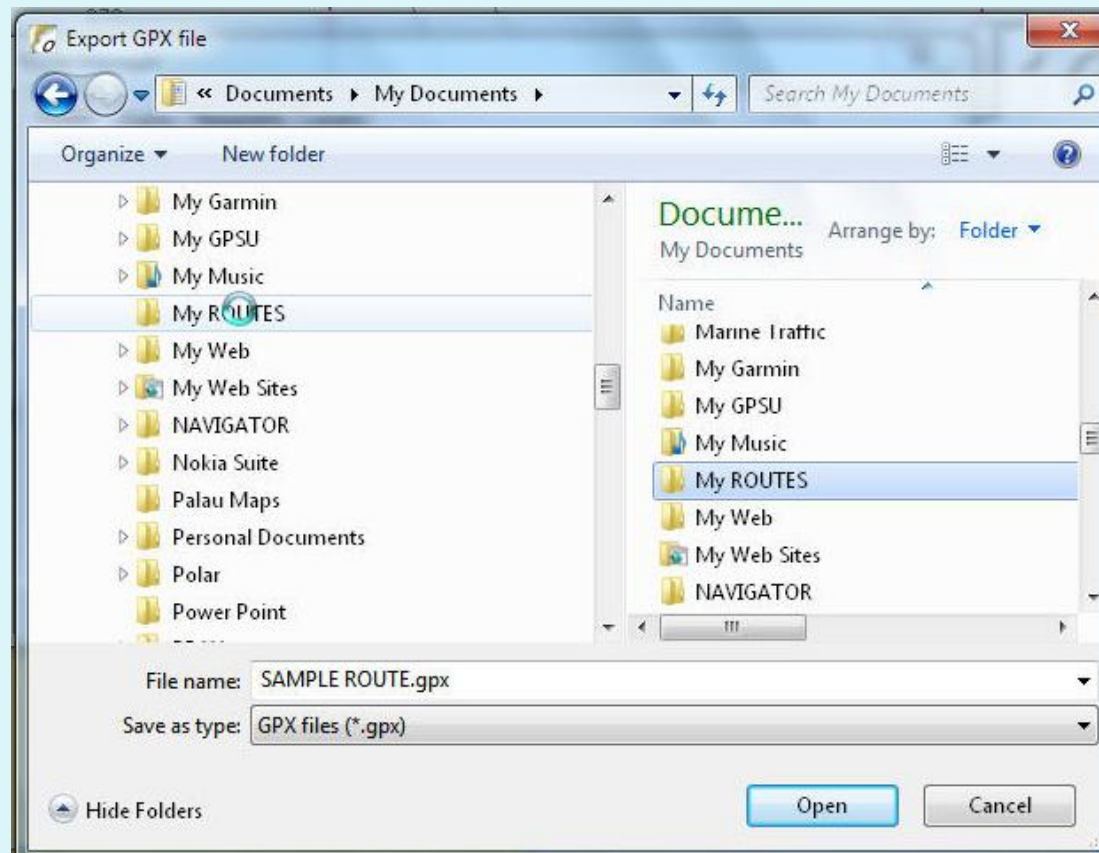 Export GPX file
« Documents ▸ My Documents ▸
Search My Documents
Organize
New folder
My Garmin
My GPSU
My Music
My ROUTES
My Web
My Web Sites
NAVIGATOR
Nokia Suite
Palau Maps
Personal Documents
Polar
Power Point
Docume...
My Documents
Arrange by: Folder
Name
Marine Traffic
My Garmin
My GPSU
My Music
My ROUTES
My Web
My Web Sites
NAVIGATOR
File name: SAMPLE ROUTE.gpx
Save as type: GPX files (*.gpx)
Hide Folders
Open
Cancel